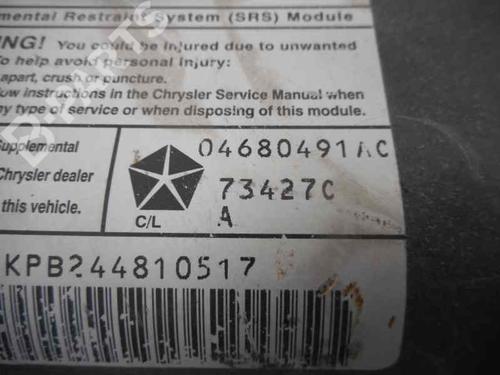 mental Restraint System (SRS) Module
NG! You could be injured due to unwanted
To help avoid personal injury:
apart, crush or puncture.
low instructions in the Chrysler Service Manual when
ny type of service or when disposing of this module.
Supplemental
Chrysler dealer
this vehicle.
C/L
04680491AC
73427C
A
KPB244810517